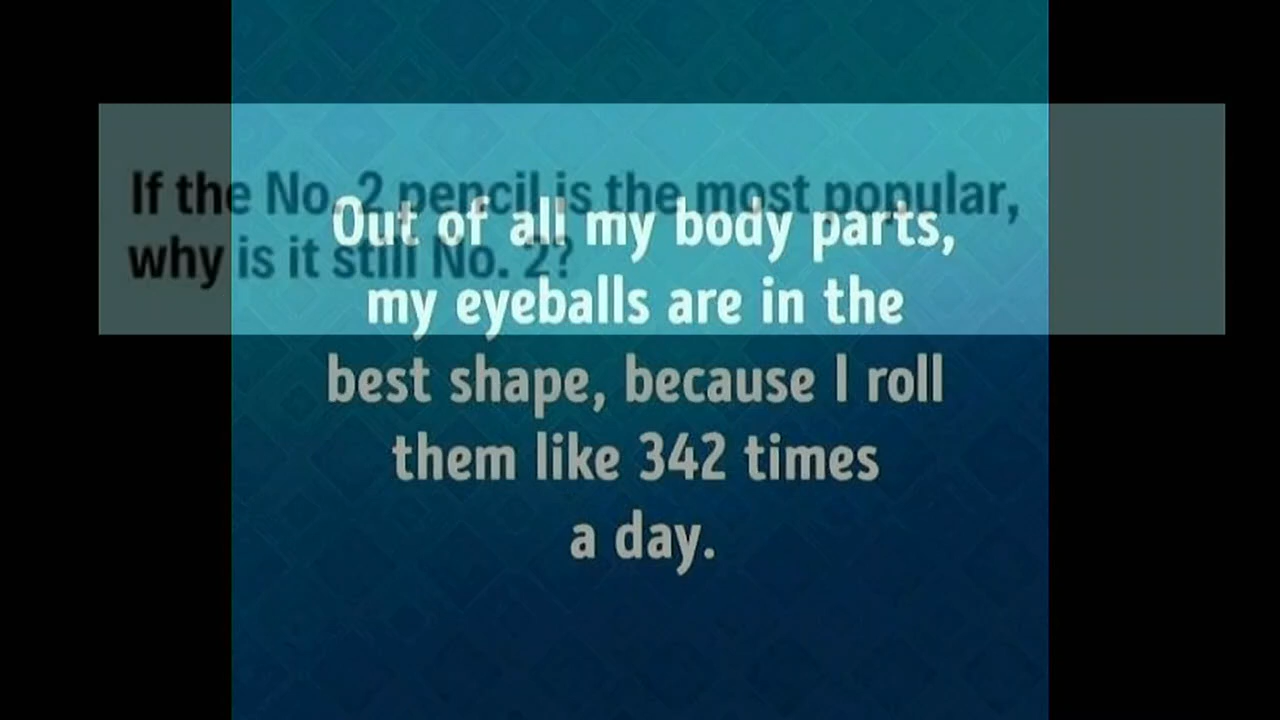 If the No. 2 pencil is the most popular,
why is it still No. 2?
Out of all my body parts,
my eyeballs are in the
best shape, because I roll
them like 342 times
a day.